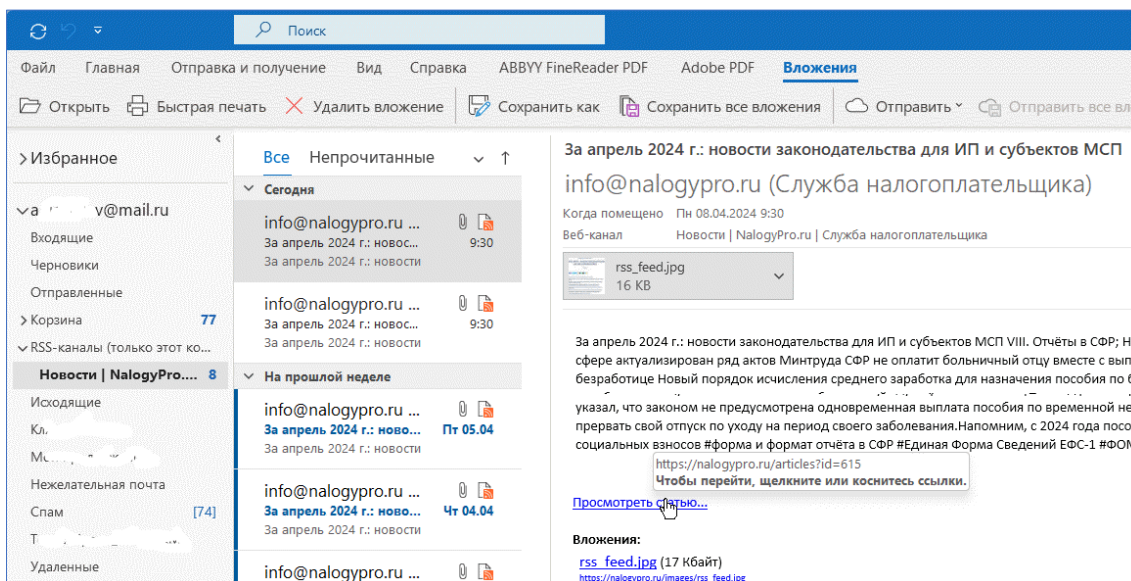 Поиск
Файл Главная Отправка и получение Вид Справка ABBYY FineReader PDF Adobe PDF Вложения
Открыть Быстрая печать Удалить вложение Сохранить как Сохранить все вложения Отправить Отправить все
Избранное
v@mail.ru
Входящие
Черновики
Отправленные
Корзина 77
RSS-каналы (только этот ко...
Новости | NalogyPro.... 8
Исходящие
Нежелательная почта
Спам [74]
Удаленные
Все Непрочитанные
Сегодня
info@nalogypro.ru ...
За апрель 2024 г.: новос... 9:30
За апрель 2024 г.: новости
info@nalogypro.ru ...
За апрель 2024 г.: новос... 9:30
За апрель 2024 г.: новости
На прошлой неделе
info@nalogypro.ru ...
За апрель 2024 г.: ново... Пт 05.04
За апрель 2024 г.: новости
info@nalogypro.ru ...
За апрель 2024 г.: ново... Чт 04.04
За апрель 2024 г.: новости
info@nalogypro.ru ...
За апрель 2024 г.: новости законодательства для ИП и субъектов МСП
info@nalogypro.ru (Служба налогоплательщика)
Когда помещено Пн 08.04.2024 9:30
Веб-канал Новости | NalogyPro.ru | Служба налогоплательщика
rss_feed.jpg
16 KB
За апрель 2024 г.: новости законодательства для ИП и субъектов МСП VIII. Отчёты в СФР; Н
сфере актуализирован ряд актов Минтруда СФР не оплатит больничный отцу вместе с вып
безработице Новый порядок исчисления среднего заработка для назначения пособия по
указал, что законом не предусмотрена одновременная выплата пособия по временной не
прервать свой отпуск по уходу на период своего заболевания.Напомним, с 2024 года посо
социальных взносов #форма и формат отчёта в СФР #Единая Форма Сведений ЕФС-1 #ФОМ
https://nalogypro.ru/articles?id=615
Чтобы перейти, щелкните или коснитесь ссылки.
Просмотреть статью...
Вложения:
rss_feed.jpg (17 Кбайт)
https://nalogypro.ru/images/rss_feed.jpg